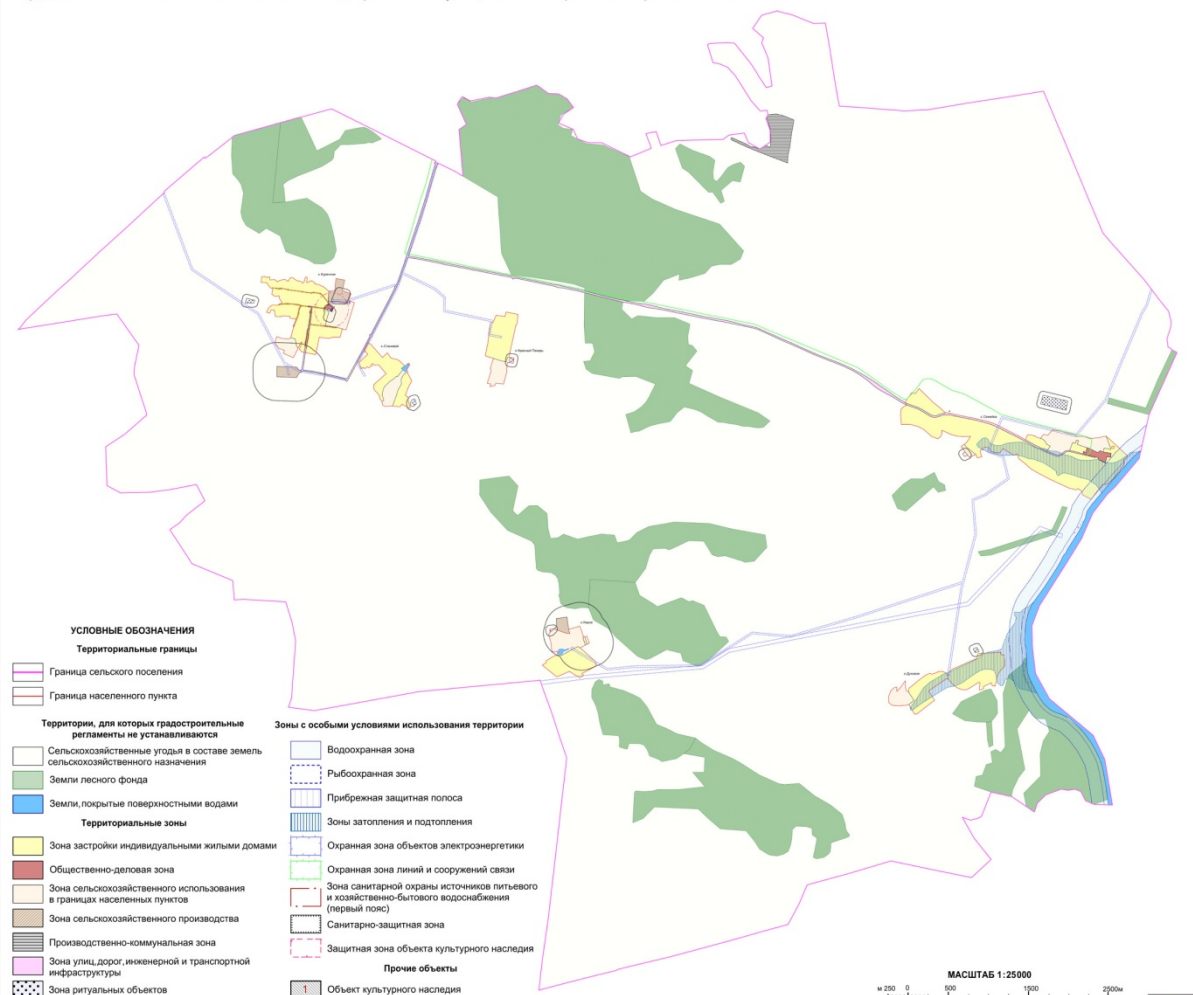 п.Красный Пахарь
УСЛОВНЫЕ ОБОЗНАЧЕНИЯ
Территориальные границы
Граница сельского поселения
Граница населенного пункта
Территории, для которых градостроительные
регламенты не устанавливаются
Сельскохозяйственные угодья в составе земель
сельскохозяйственного назначения
Земли лесного фонда
Земли,покрытые поверхностными водами
Территориальные зоны
Зона застройки индивидуальными жилыми домами
Общественно-деловая зона
Зона сельскохозяйственного использования
в границах населенных пунктов
Зона сельскохозяйственного производства
Производственно-коммунальная зона
Зона улиц,дорог,инженерной и транспортной
инфраструктуры
Зона ритуальных объектов
Зоны с особыми условиями использования территории
Водоохранная зона
Рыбоохранная зона
Прибрежная защитная полоса
Зоны затопления и подтопления
Охранная зона объектов электроэнергетики
Охранная зона линий и сооружений связи
Зона санитарной охраны источников питьевого
и хозяйственно-бытового водоснабжения
(первый пояс)
Санитарно-защитная зона
Защитная зона объекта культурного наследия
Прочие объекты
1 Объект культурного наследия
МАСШТАБ 1:25000
м 250 0 500 1500 2500м